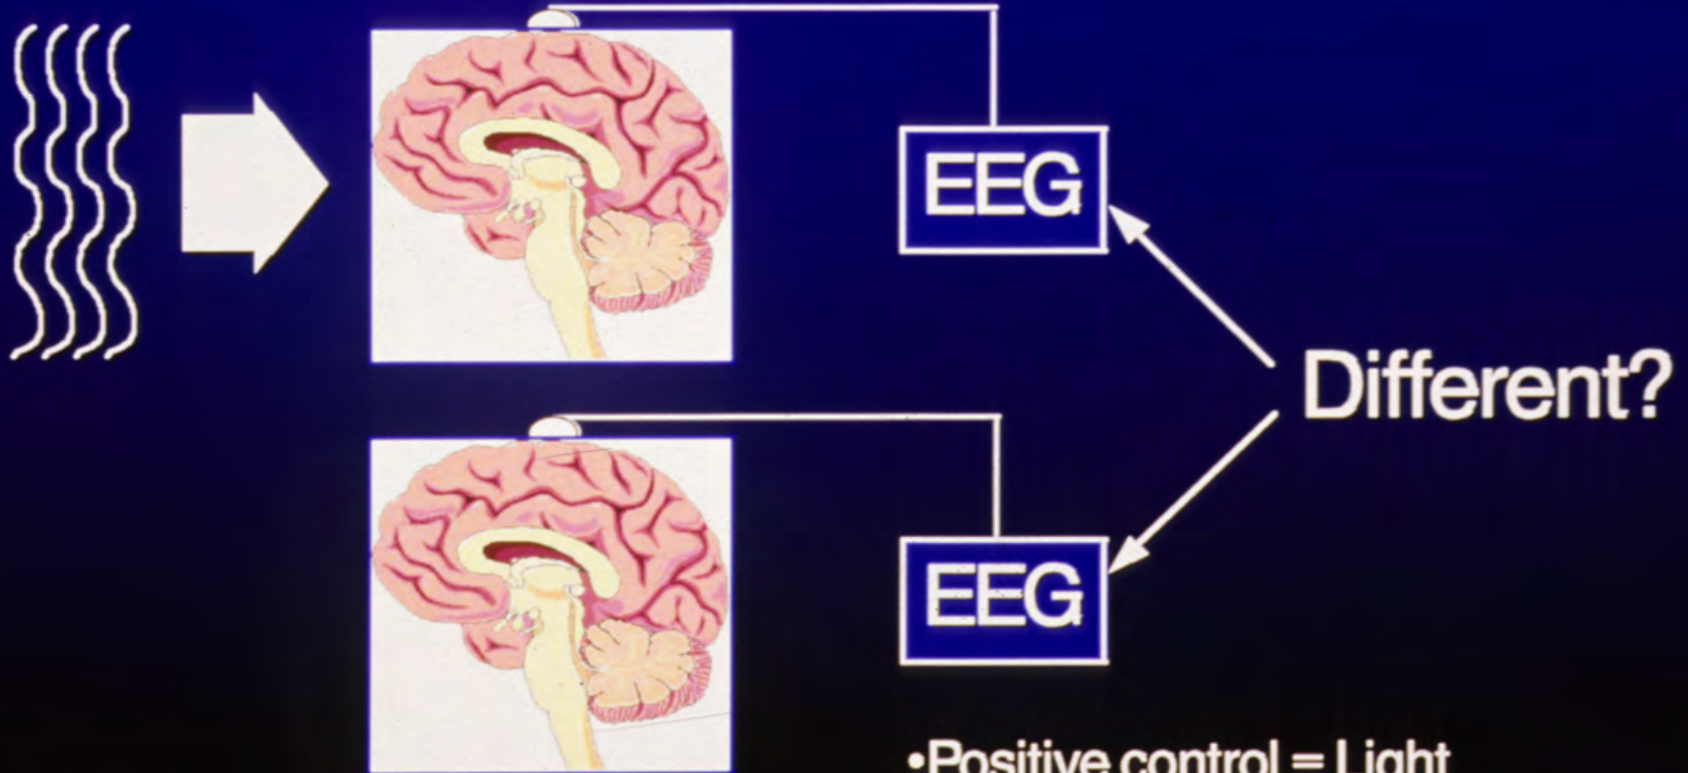 EEG
Different?
EEG
•Positive control = Light